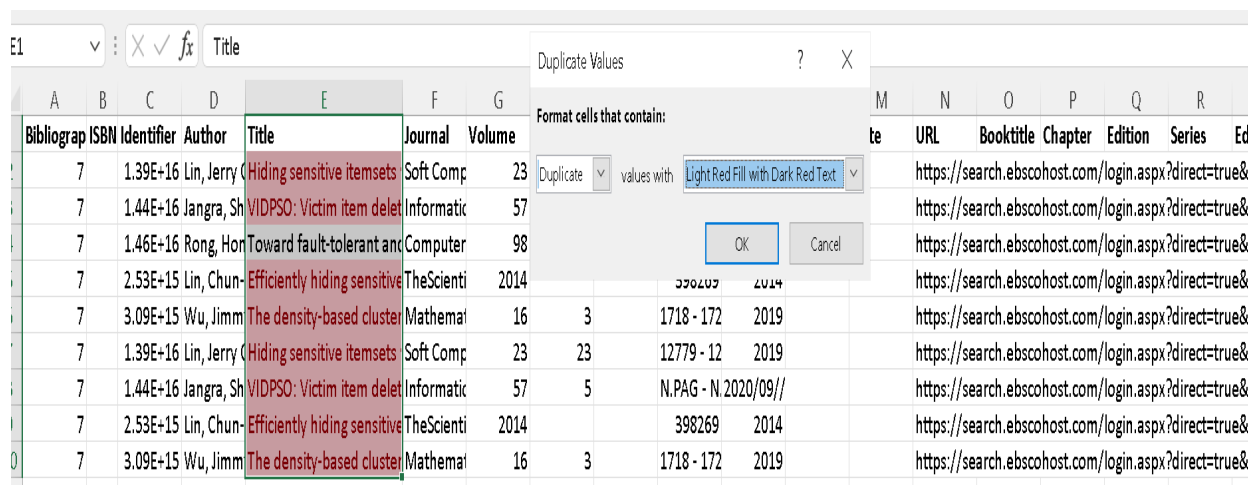 E1 fx Title
Duplicate Values ? X
Format cells that contain:
Duplicate values with Light Red Fill with Dark Red Text
OK Cancel
A B C D E F G M N O P Q R
Bibliograp ISBN Identifier Author Title Journal Volume te URL Booktitle Chapter Edition Series Ed
7 1.39E+16 Lin, Jerry ( Hiding sensitive itemsets Soft Comp 23 https://search.ebscohost.com/login.aspx?direct=true&
7 1.44E+16 Jangra, Sh VIDPSO: Victim item delet Informatic 57 https://search.ebscohost.com/login.aspx?direct=true&
7 1.46E+16 Rong, Hon Toward fault-tolerant and Computer 98 https://search.ebscohost.com/login.aspx?direct=true&
7 2.53E+15 Lin, Chun- Efficiently hiding sensitive TheScienti 2014 398269 2014 https://search.ebscohost.com/login.aspx?direct=true&
7 3.09E+15 Wu, Jimm The density-based cluster Mathemat 16 3 1718 - 172 2019 https://search.ebscohost.com/login.aspx?direct=true&
7 1.39E+16 Lin, Jerry ( Hiding sensitive itemsets Soft Comp 23 23 12779 - 12 2019 https://search.ebscohost.com/login.aspx?direct=true&
7 1.44E+16 Jangra, Sh VIDPSO: Victim item delet Informatic 57 5 N.PAG - N. 2020/09// https://search.ebscohost.com/login.aspx?direct=true&
7 2.53E+15 Lin, Chun- Efficiently hiding sensitive TheScienti 2014 398269 2014 https://search.ebscohost.com/login.aspx?direct=true&
7 3.09E+15 Wu, Jimm The density-based cluster Mathemat 16 3 1718 - 172 2019 https://search.ebscohost.com/login.aspx?direct=true&